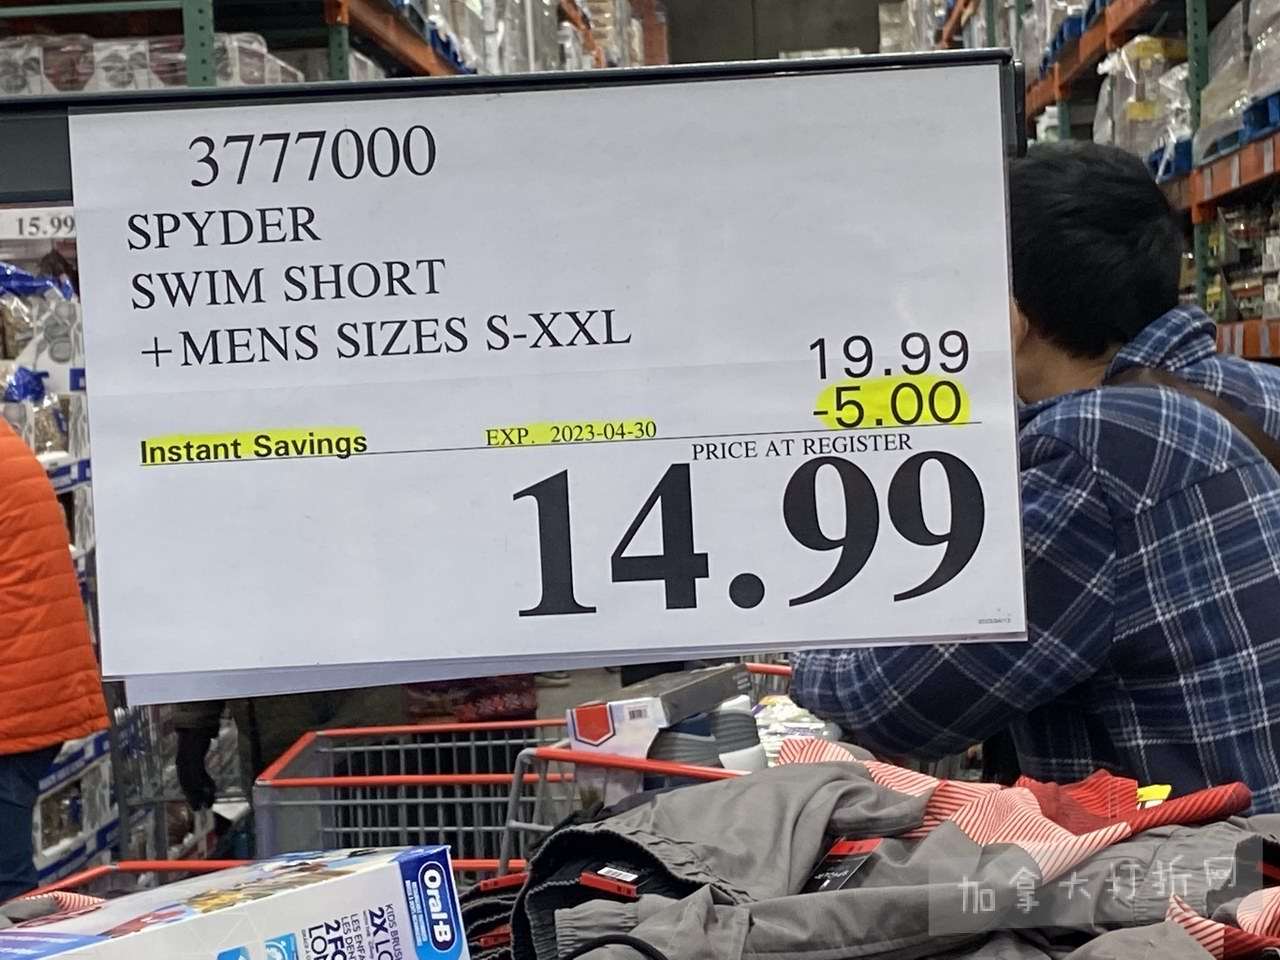 3777000
SPYDER
SWIM SHORT
+MENS SIZES S-XXL
19.99
-5.00
Instant Savings EXP. 2023-04-30
PRICE AT REGISTER
14.99
15.99
Oral-B
2X
2
加拿大打折网